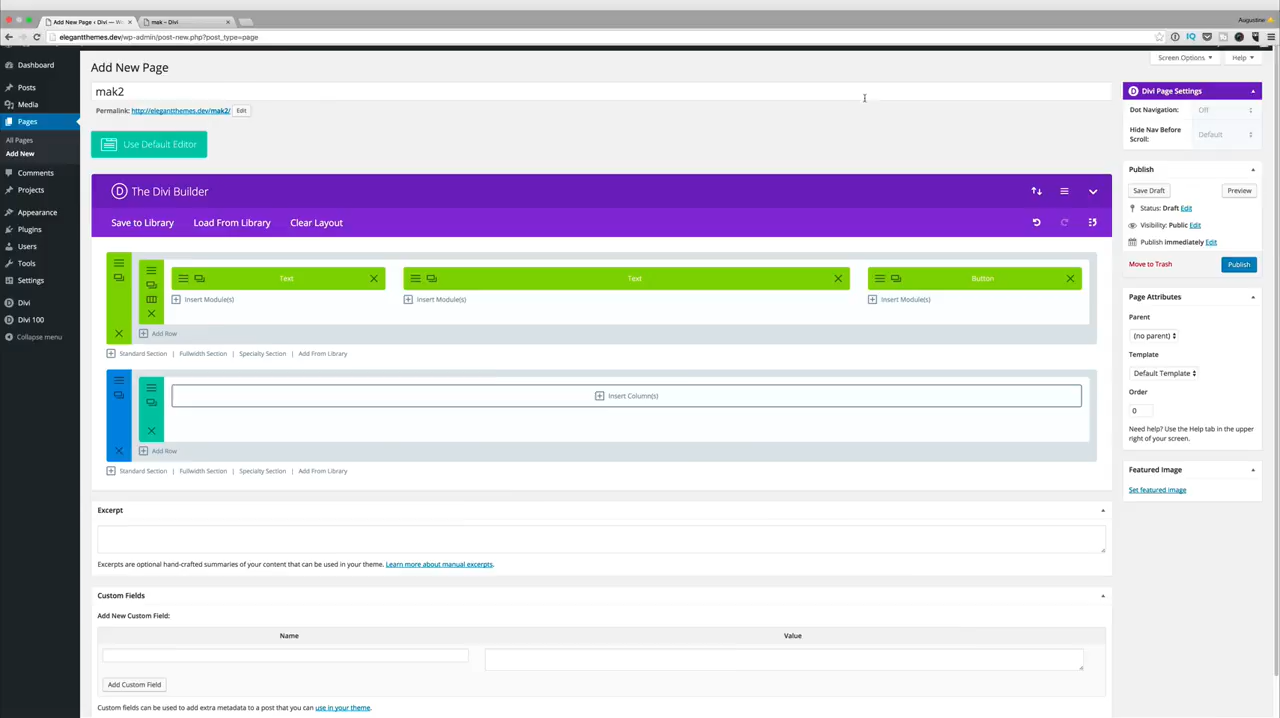 Add New Page ‹ Divi — W
mak – Divi
Augustine
elegantthemes.dev/wp-admin/post-new.php?post_type=page
Screen Options
Help
Dashboard
Posts
Media
Pages
All Pages
Add New
Comments
Projects
Appearance
Plugins
Users
Tools
Settings
Divi
Divi 100
Collapse menu
Add New Page
mak2
Permalink: http://elegantthemes.dev/mak2/ Edit
Use Default Editor
D The Divi Builder
Save to Library Load From Library Clear Layout
Text Text Button
Insert Module(s) Insert Module(s) Insert Module(s)
Add Row
Standard Section | Fullwidth Section | Specialty Section | Add From Library
Insert Column(s)
Add Row
Standard Section | Fullwidth Section | Specialty Section | Add From Library
Excerpt
Excerpts are optional hand-crafted summaries of your content that can be used in your theme. Learn more about manual excerpts.
Custom Fields
Add New Custom Field:
Name Value
Add Custom Field
Custom fields can be used to add extra metadata to a post that you can use in your theme.
D Divi Page Settings
Dot Navigation: Off
Hide Nav Before
Scroll:
Default
Publish
Save Draft Preview
Status: Draft Edit
Visibility: Public Edit
Publish immediately Edit
Move to Trash Publish
Page Attributes
Parent
(no parent)
Template
Default Template
Order
0
Need help? Use the Help tab in the upper
right of your screen.
Featured Image
Set featured image